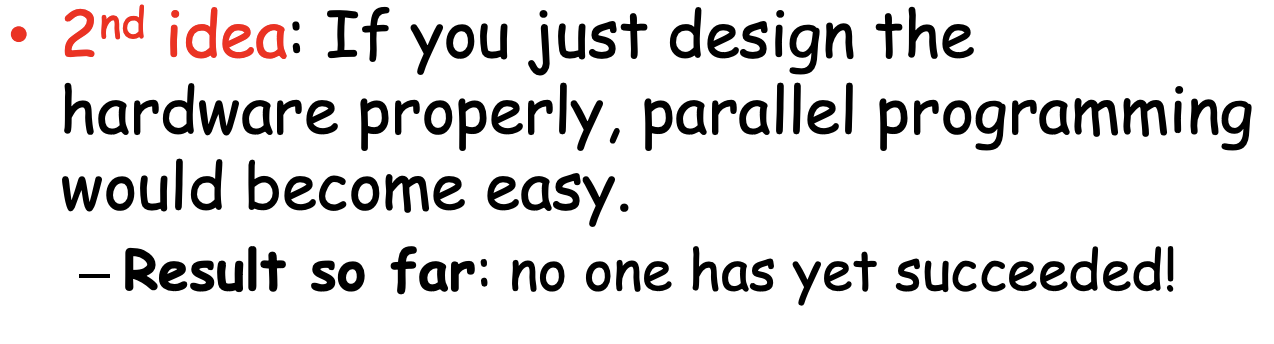 • 2nd idea: If you just design the
hardware properly, parallel programming
would become easy.
– Result so far: no one has yet succeeded!